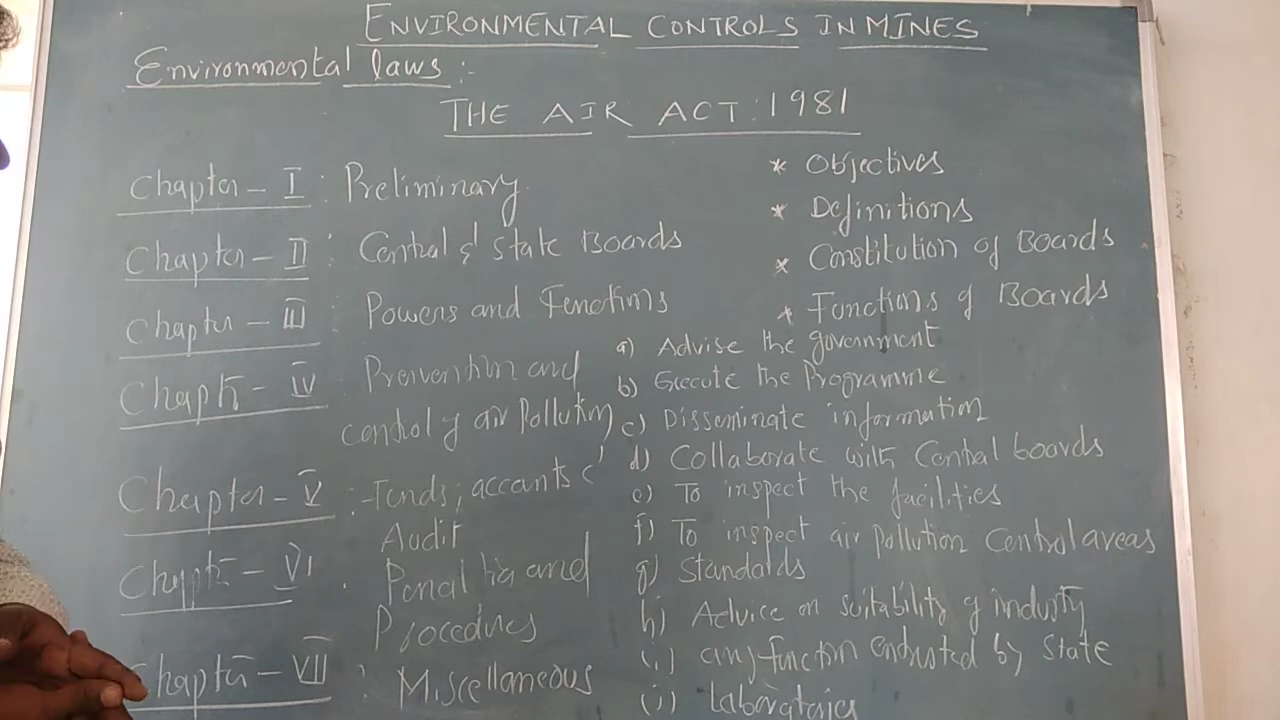 ENVIRONMENTAL CONTROLS IN MINES
Environmental laws :-
THE AIR ACT : 1981
Chapter - I : Preliminary
Chapter - II : Central & State Boards
Chapter - III : Powers and Functions
Chapter - IV Prevention and
control of air Pollution
Chapter - V :- Funds, accounts &
Audit
Chapter - VI . Penalties and
Procedures
Chapter - VII : Miscellaneous
* Objectives
* Definitions
* Constitution of Boards
* Functions of Boards
a) Advise the government
b) Execute the Programme
c) Disseminate information
d) Collaborate with Central boards
e) To inspect the facilities
f) To inspect air pollution Control areas
g) Standards
h) Advice on suitability of industry
(i) any function entrusted by State
(j) Laboratories